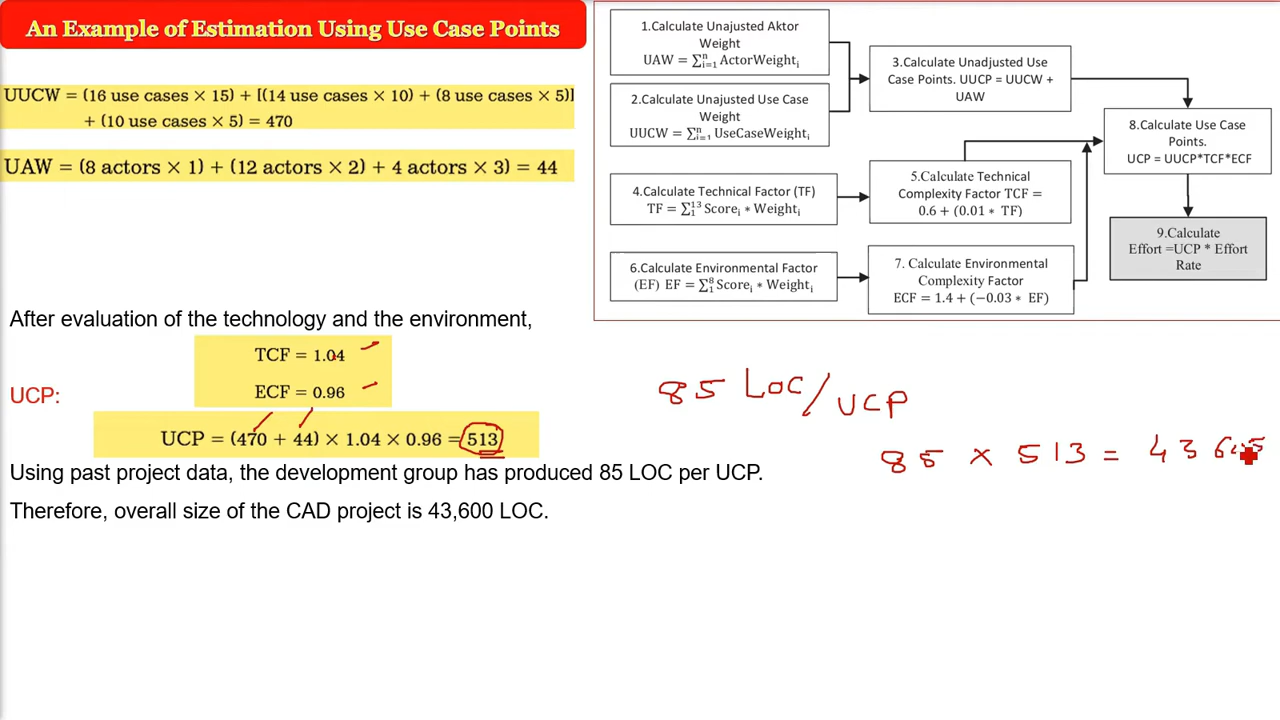 An Example of Estimation Using Use Case Points
UUCW = (16 use cases × 15) + [(14 use cases × 10) + (8 use cases × 5)]
+ (10 use cases × 5) = 470
UAW = (8 actors × 1) + (12 actors × 2) + 4 actors × 3) = 44
1.Calculate Unajusted Aktor
Weight
UAW = ∑ⁿᵢ₌₁ ActorWeightᵢ
2.Calculate Unajusted Use Case
Weight
UUCW = ∑ⁿᵢ₌₁ UseCaseWeightᵢ
3.Calculate Unadjusted Use
Case Points. UUCP = UUCW +
UAW
4.Calculate Technical Factor (TF)
TF = ∑₁¹³ Scoreᵢ ∗ Weightᵢ
5.Calculate Technical
Complexity Factor TCF =
0.6 + (0.01 ∗ TF)
6.Calculate Environmental Factor
(EF) EF = ∑₁⁸ Scoreᵢ ∗ Weightᵢ
7. Calculate Environmental
Complexity Factor
ECF = 1.4 + (−0.03 ∗ EF)
8.Calculate Use Case
Points.
UCP = UUCP*TCF*ECF
9.Calculate
Effort =UCP * Effort
Rate
After evaluation of the technology and the environment,
TCF = 1.04
ECF = 0.96
UCP:
UCP = (470 + 44) × 1.04 × 0.96 = 513
85 LOC/UCP
85 × 513 = 436
Using past project data, the development group has produced 85 LOC per UCP.
Therefore, overall size of the CAD project is 43,600 LOC.